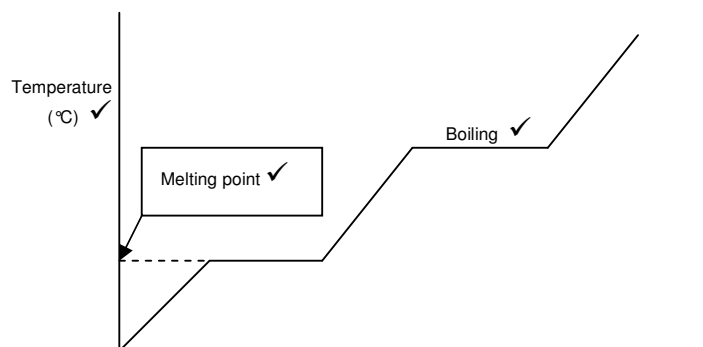 Temperature
(°C) ✓
Boiling ✓
Melting point ✓